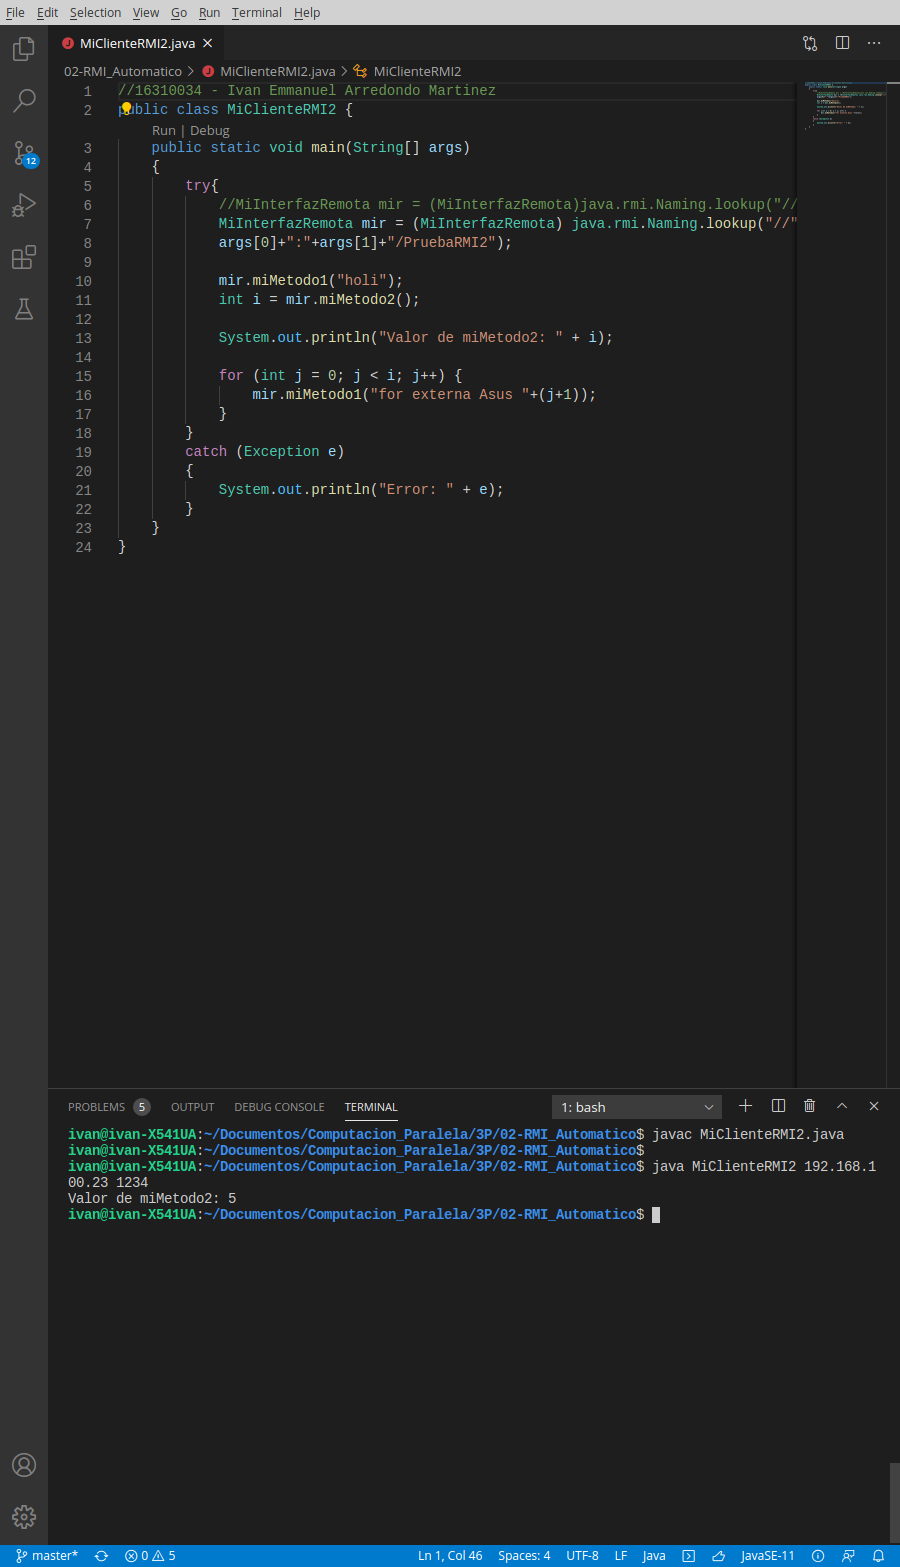 File Edit Selection View Go Run Terminal Help
MiClienteRMI2.java
02-RMI_Automatico > MiClienteRMI2.java > MiClienteRMI2
1 //16310034 - Ivan Emmanuel Arredondo Martinez
2 public class MiClienteRMI2 {
Run | Debug
3 public static void main(String[] args)
4 {
5 try{
6 //MiInterfazRemota mir = (MiInterfazRemota)java.rmi.Naming.lookup("//
7 MiInterfazRemota mir = (MiInterfazRemota) java.rmi.Naming.lookup("//"
8 args[0]+":"+args[1]+"/PruebaRMI2");
9
10 mir.miMetodo1("holi");
11 int i = mir.miMetodo2();
12
13 System.out.println("Valor de miMetodo2: " + i);
14
15 for (int j = 0; j < i; j++) {
16 mir.miMetodo1("for externa Asus "+(j+1));
17 }
18 }
19 catch (Exception e)
20 {
21 System.out.println("Error: " + e);
22 }
23 }
24 }
12
PROBLEMS 5 OUTPUT DEBUG CONSOLE TERMINAL 1: bash
ivan@ivan-X541UA:~/Documentos/Computacion_Paralela/3P/02-RMI_Automatico$ javac MiClienteRMI2.java
ivan@ivan-X541UA:~/Documentos/Computacion_Paralela/3P/02-RMI_Automatico$
ivan@ivan-X541UA:~/Documentos/Computacion_Paralela/3P/02-RMI_Automatico$ java MiClienteRMI2 192.168.1
00.23 1234
Valor de miMetodo2: 5
ivan@ivan-X541UA:~/Documentos/Computacion_Paralela/3P/02-RMI_Automatico$
master* 0 5 Ln 1, Col 46 Spaces: 4 UTF-8 LF Java JavaSE-11